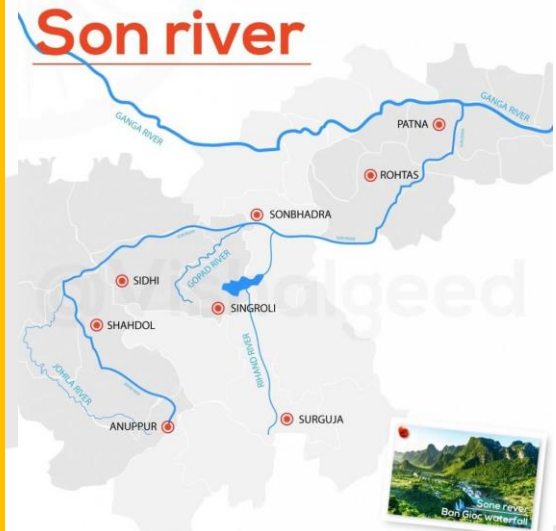 Son river
GANGA RIVER
GANGA RIVER
PATNA
ROHTAS
SONBHADRA
GOPAD RIVER
SIDHI
SINGROLI
SHAHDOL
JOHILA RIVER
RIHAND RIVER
ANUPPUR
SURGUJA
Sone rever
Ban Gioc waterfall